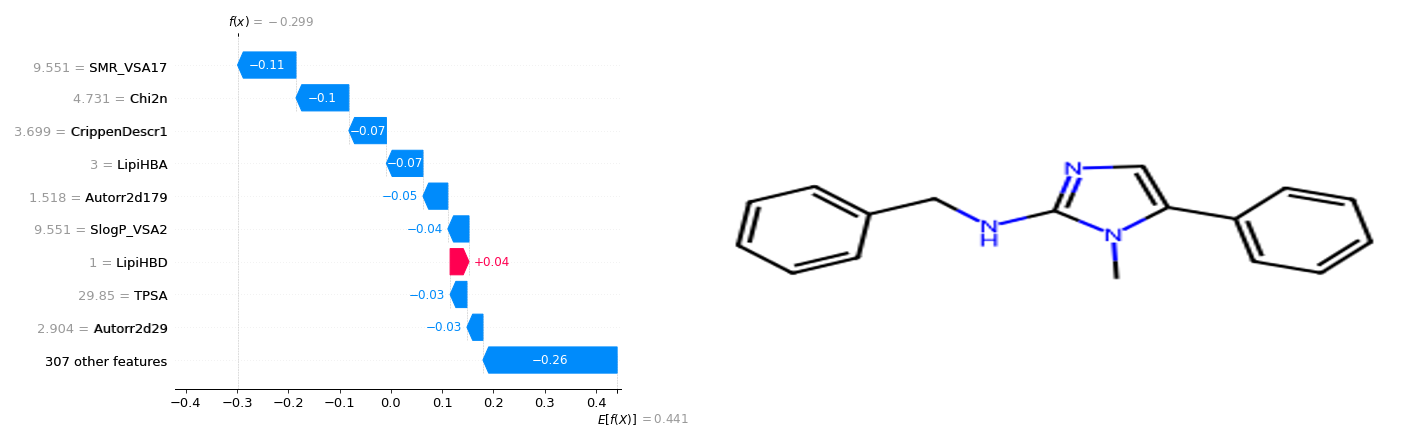 f(x) = −0.299
9.551 = SMR_VSA17
−0.11
4.731 = Chi2n
−0.1
3.699 = CrippenDescr1
−0.07
3 = LipiHBA
−0.07
1.518 = Autorr2d179
−0.05
9.551 = SlogP_VSA2
−0.04
1 = LipiHBD
+0.04
29.85 = TPSA
−0.03
2.904 = Autorr2d29
−0.03
307 other features
−0.26
−0.4 −0.3 −0.2 −0.1 0.0 0.1 0.2 0.3 0.4
E[f(X)] = 0.441
N
N
H
N